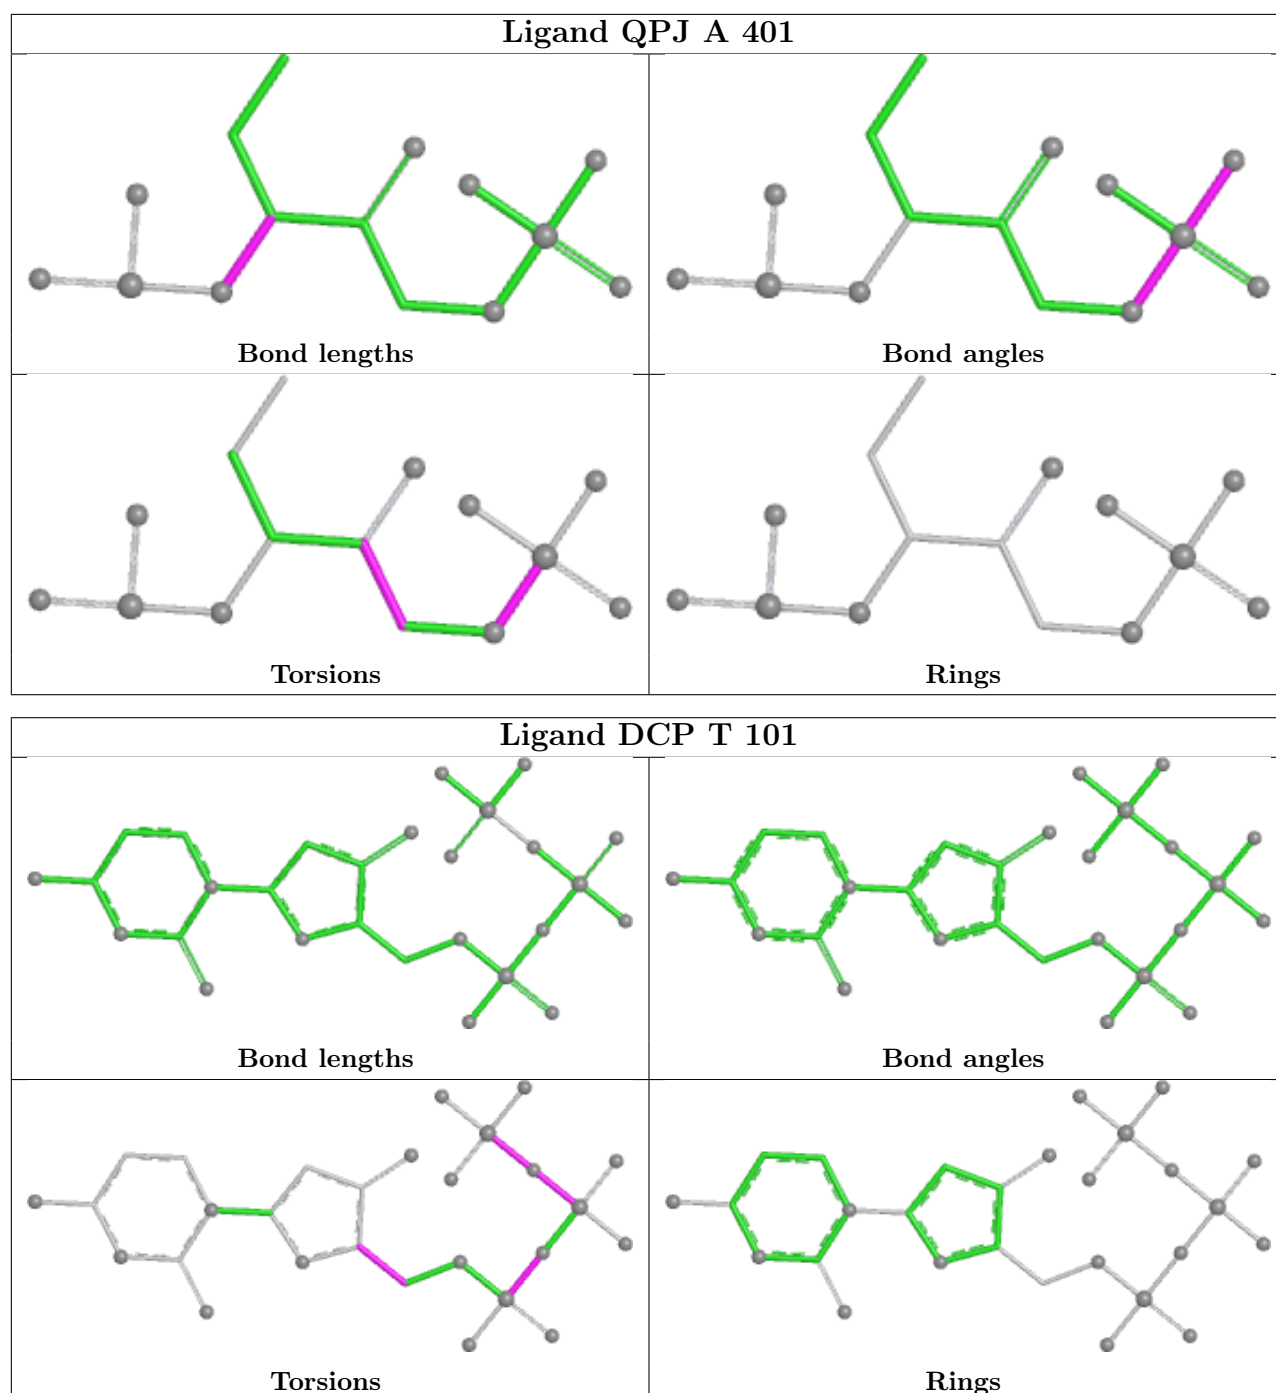 Ligand QPJ A 401
Bond lengths
Bond angles
Torsions
Rings
Ligand DCP T 101
Bond lengths
Bond angles
Torsions
Rings